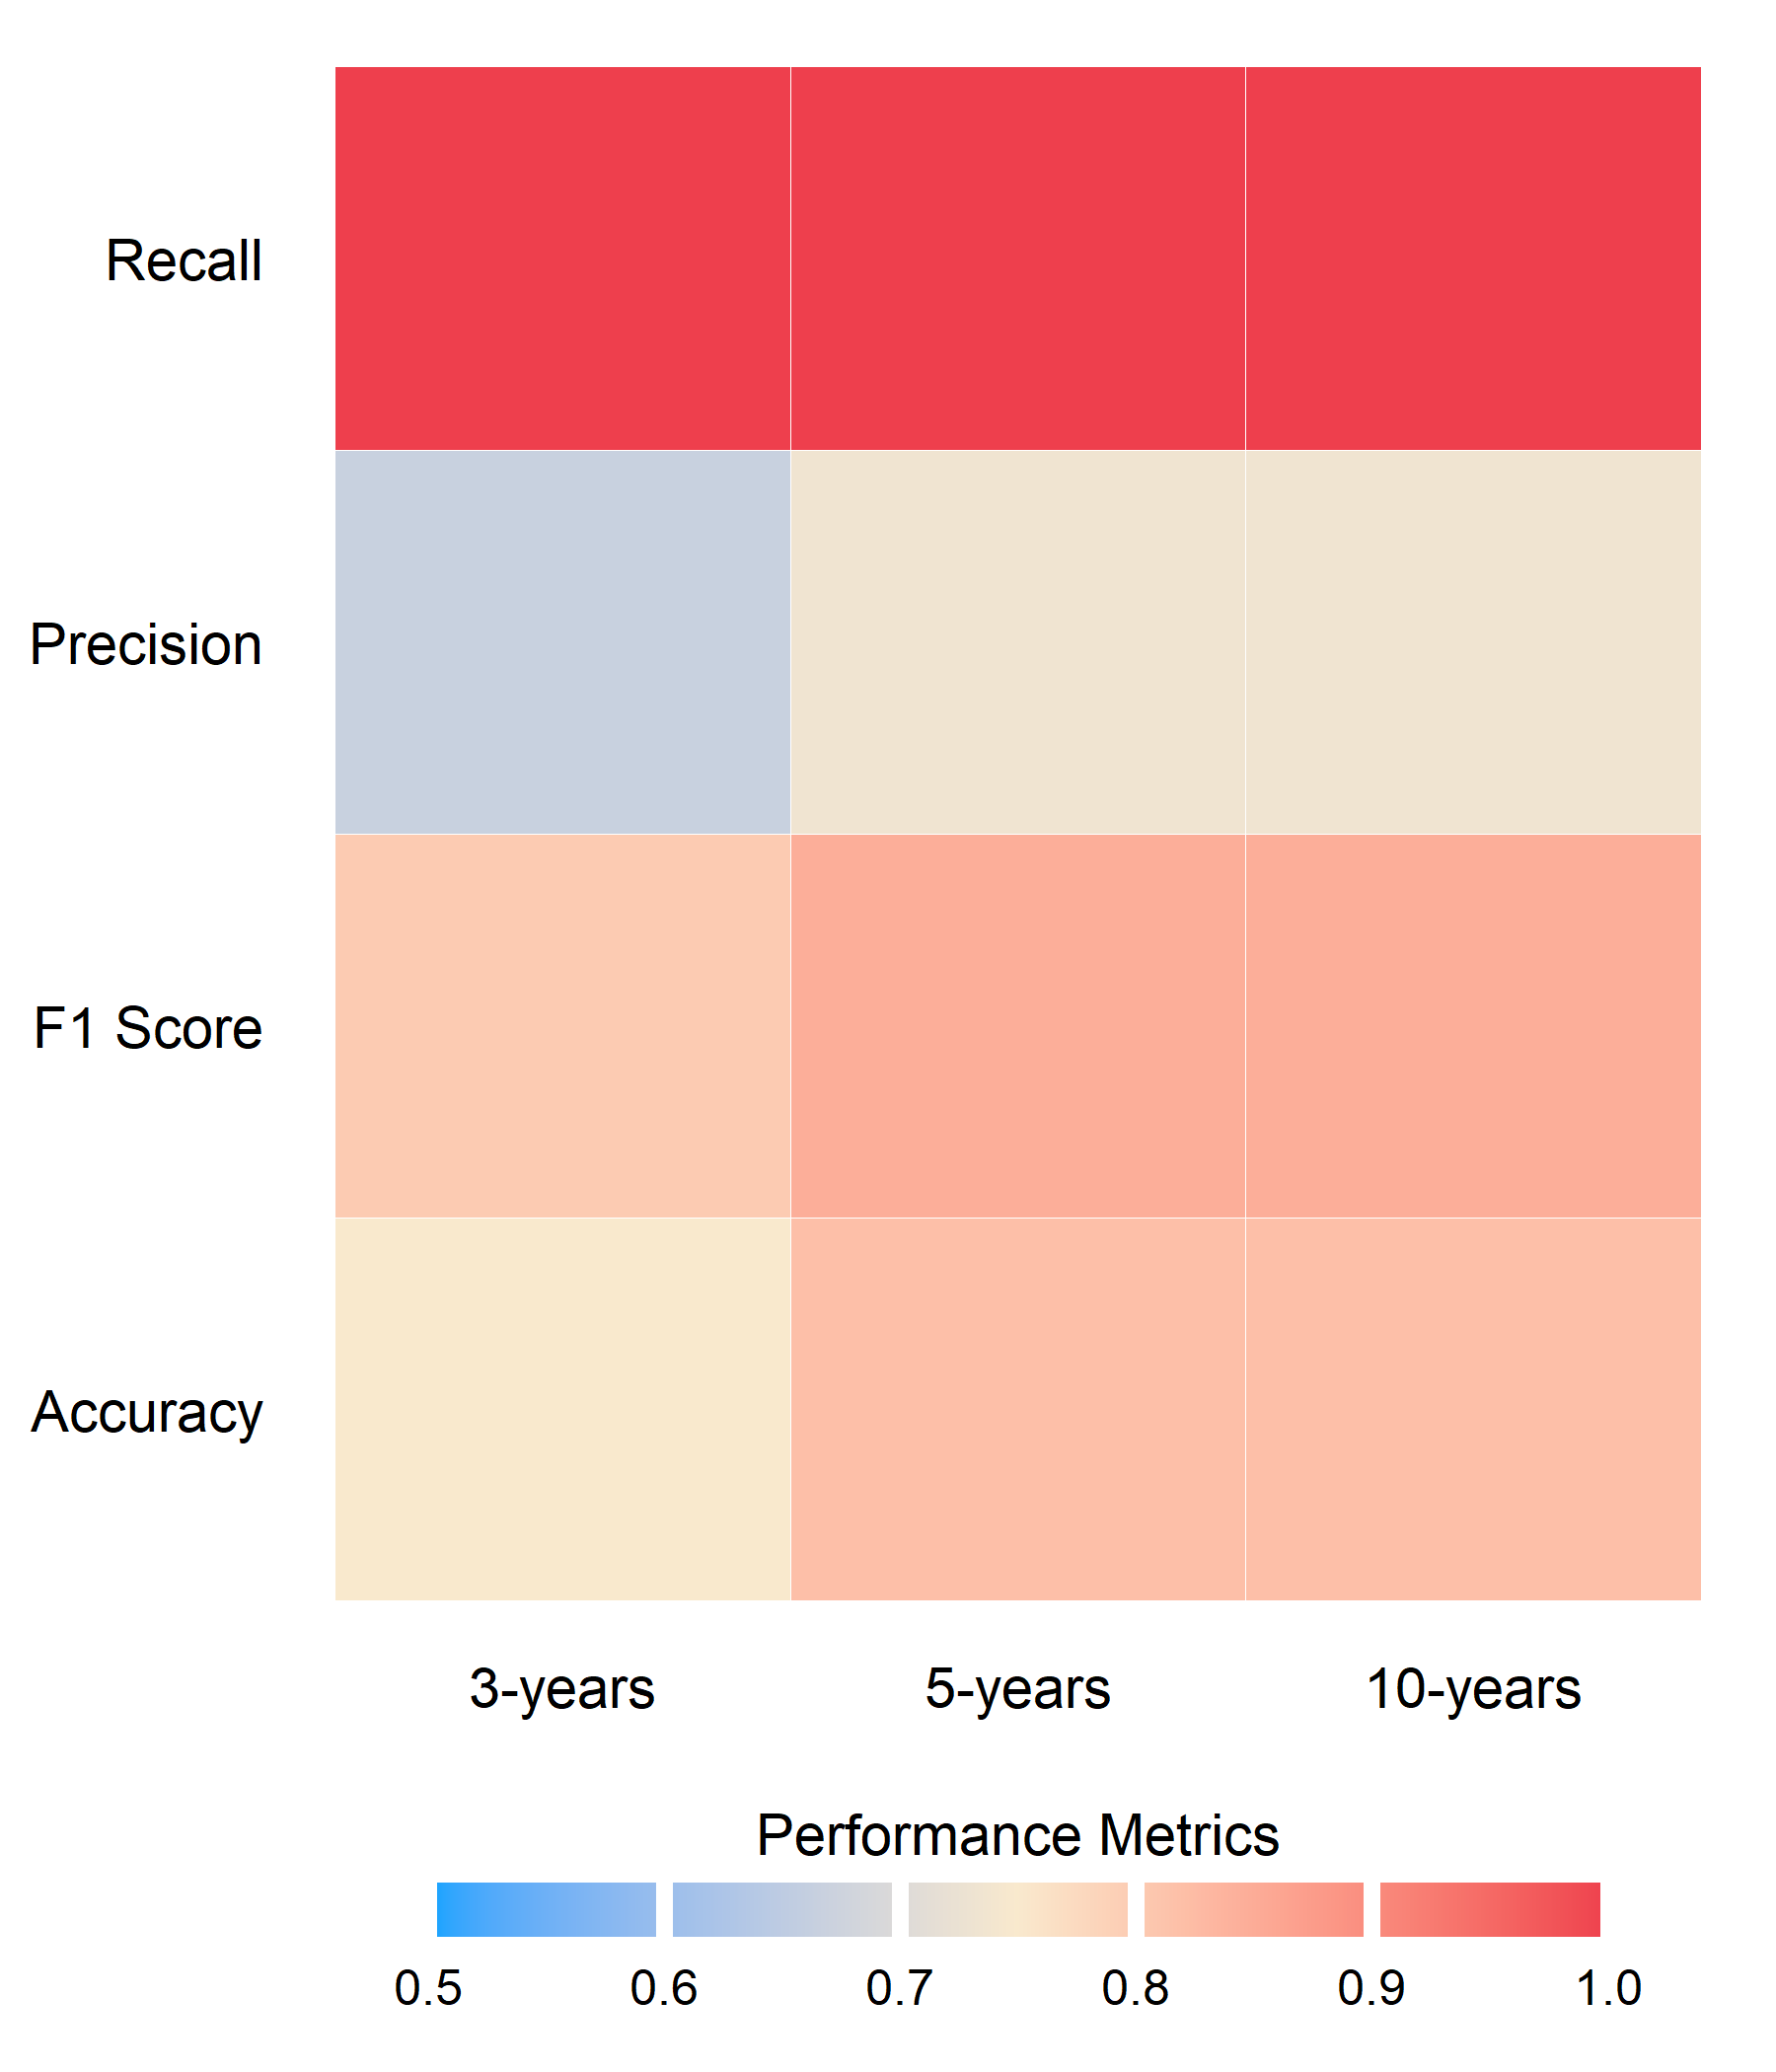 Recall
Precision
F1 Score
Accuracy
3-years 5-years 10-years
Performance Metrics
0.5 0.6 0.7 0.8 0.9 1.0